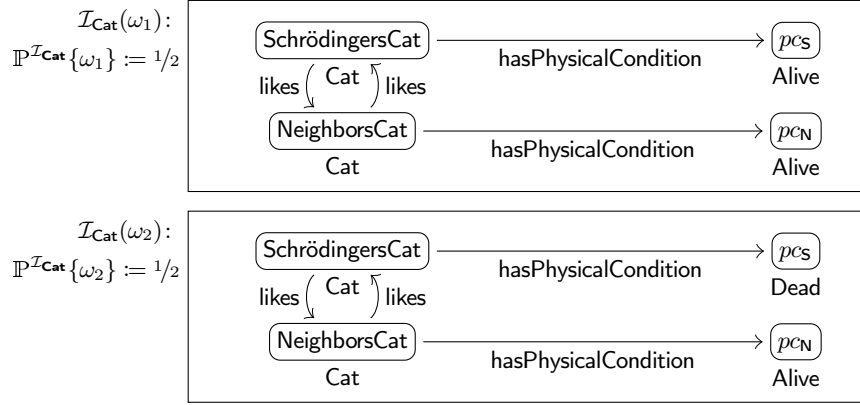 𝓘_Cat(ω₁):
ℙ^𝓘_Cat{ω₁} := 1/2
SchrödingersCat
hasPhysicalCondition
pc_S
likes
Cat
likes
Alive
NeighborsCat
hasPhysicalCondition
pc_N
Cat
Alive
𝓘_Cat(ω₂):
ℙ^𝓘_Cat{ω₂} := 1/2
SchrödingersCat
hasPhysicalCondition
pc_S
likes
Cat
likes
Dead
NeighborsCat
hasPhysicalCondition
pc_N
Cat
Alive